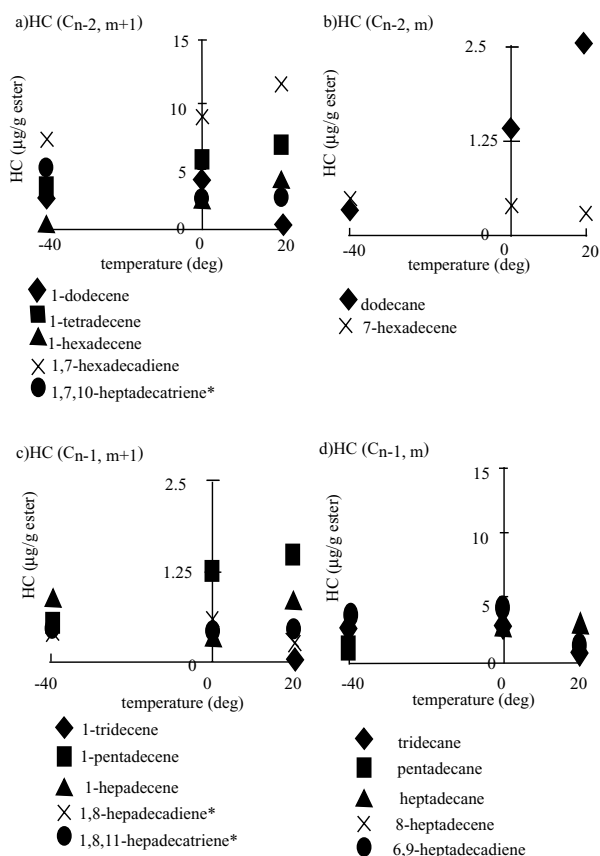 a)HC (Cn-2, m+1)
15
10
5
0
HC (µg/g ester)
-40 0 20
temperature (deg)
1-dodecene
1-tetradecene
1-hexadecene
1,7-hexadecadiene
1,7,10-heptadecatriene*
b)HC (Cn-2, m)
2.5
1.25
0
HC (µg/g ester)
-40 0 20
temperature (deg)
dodecane
7-hexadecene
c)HC (Cn-1, m+1)
2.5
1.25
0
HC (µg/g ester)
-40 0 20
temperature (deg)
1-tridecene
1-pentadecene
1-hepadecene
1,8-hepadecadiene*
1,8,11-hepadecatriene*
d)HC (Cn-1, m)
15
10
5
0
HC (µg/g ester)
-40 0 20
temperature (deg)
tridecane
pentadecane
heptadecane
8-heptadecene
6,9-heptadecadiene